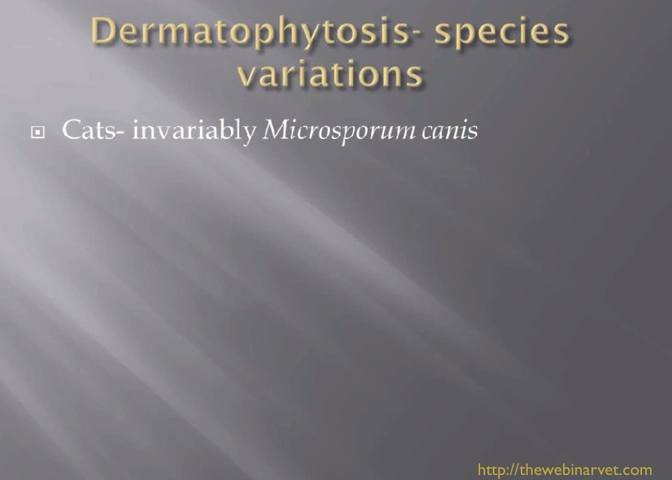 Dermatophytosis- species
variations
Cats- invariably Microsporum canis
http://thewebinarvet.com